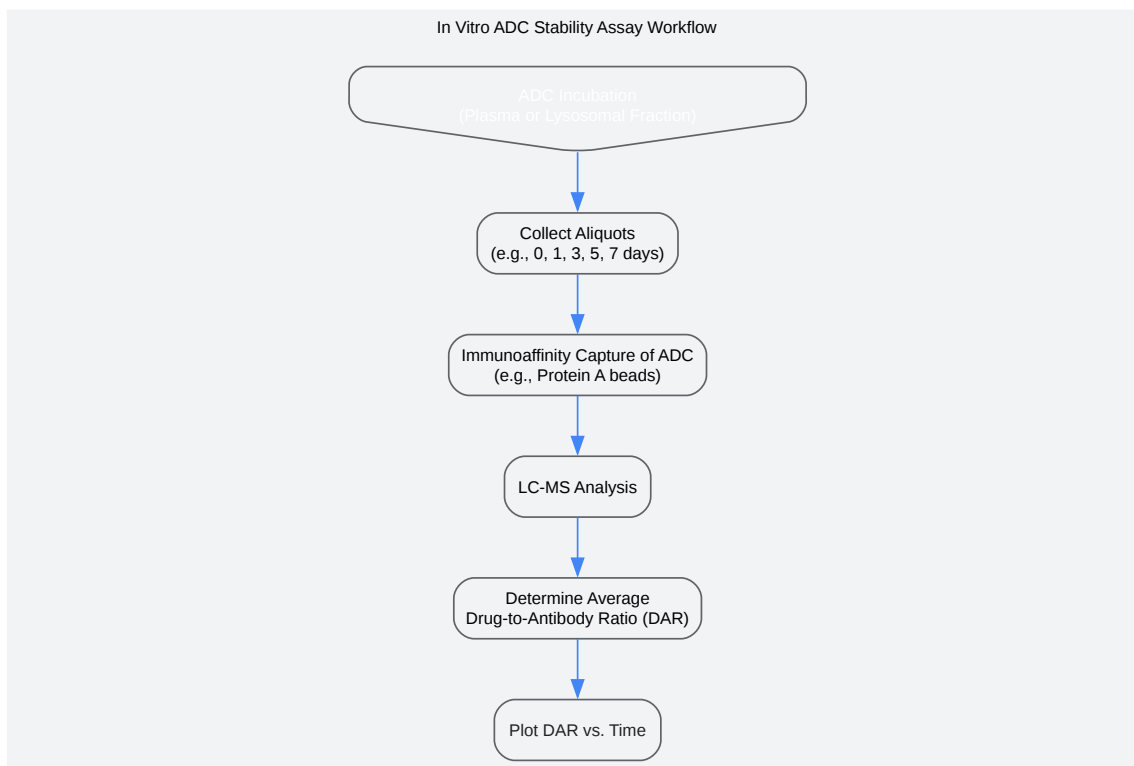 In Vitro ADC Stability Assay Workflow
ADC Incubation
(Plasma or Lysosomal Fraction)
Collect Aliquots
(e.g., 0, 1, 3, 5, 7 days)
Immunoaffinity Capture of ADC
(e.g., Protein A beads)
LC-MS Analysis
Determine Average
Drug-to-Antibody Ratio (DAR)
Plot DAR vs. Time